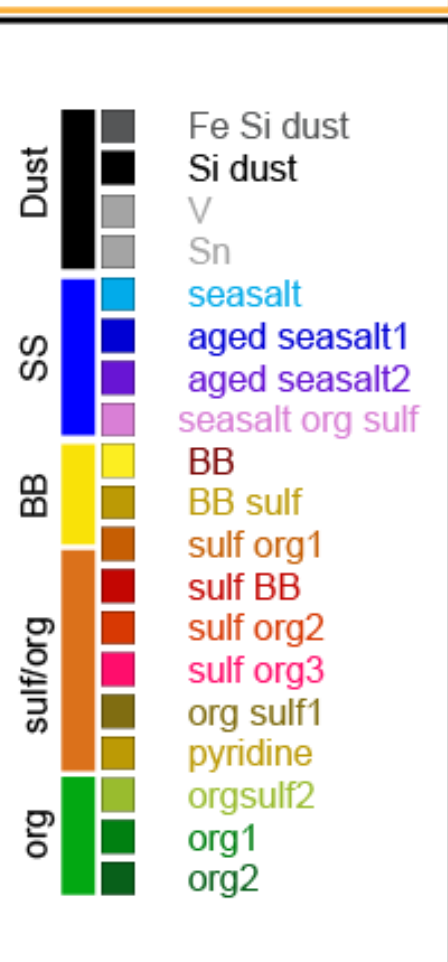 Dust
Fe Si dust
Si dust
V
Sn
SS
seasalt
aged seasalt1
aged seasalt2
seasalt org sulf
BB
BB
BB sulf
sulf/org
sulf org1
sulf BB
sulf org2
sulf org3
org sulf1
pyridine
org
orgsulf2
org1
org2